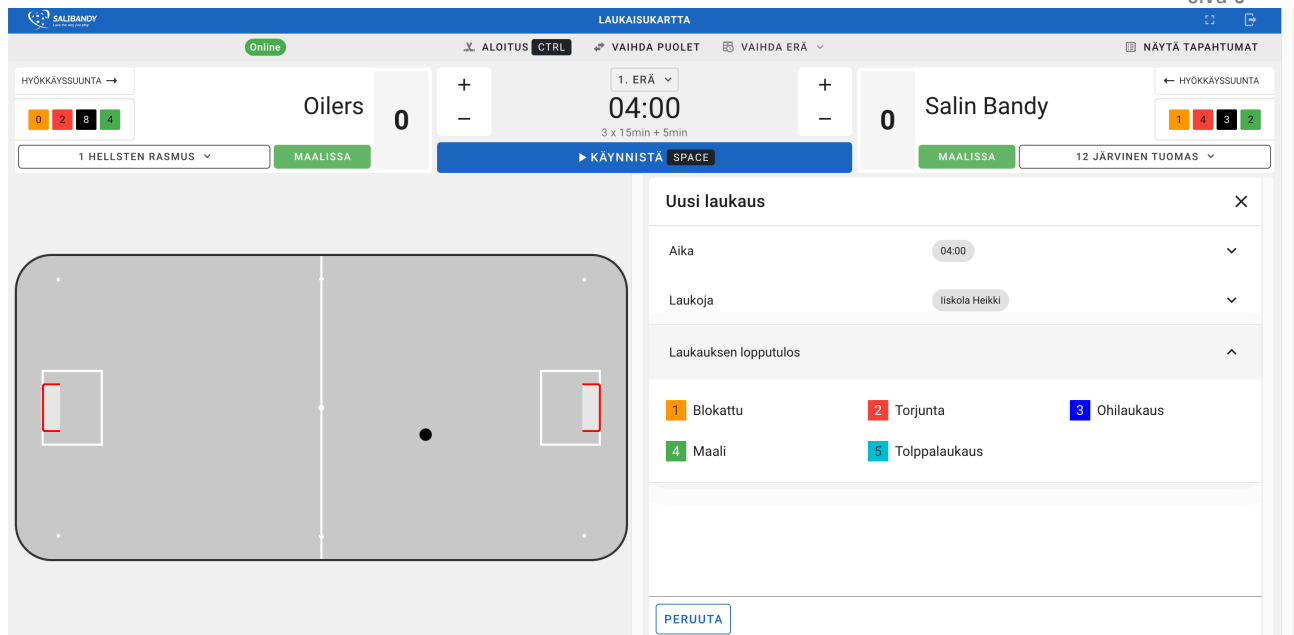 SALIBANDY
LAUKAISUKARTTA
Online
ALOITUS CTRL
VAIHDA PUOLET
VAIHDA ERÄ
NÄYTÄ TAPAHTUMAT
HYÖKKÄYSSUUNTA →
0 2 8 4
Oilers
0
1 HELLSTEN RASMUS
MAALISSA
+
−
1. ERÄ
04:00
3 x 15min + 5min
+
−
KÄYNNISTÄ SPACE
0
Salin Bandy
← HYÖKKÄYSSUUNTA
1 4 3 2
MAALISSA
12 JÄRVINEN TUOMAS
Uusi laukaus
Aika 04:00
Laukoja Iiskola Heikki
Laukauksen lopputulos
1 Blokattu 2 Torjunta 3 Ohilaukaus
4 Maali 5 Tolppalaukaus
PERUUTA